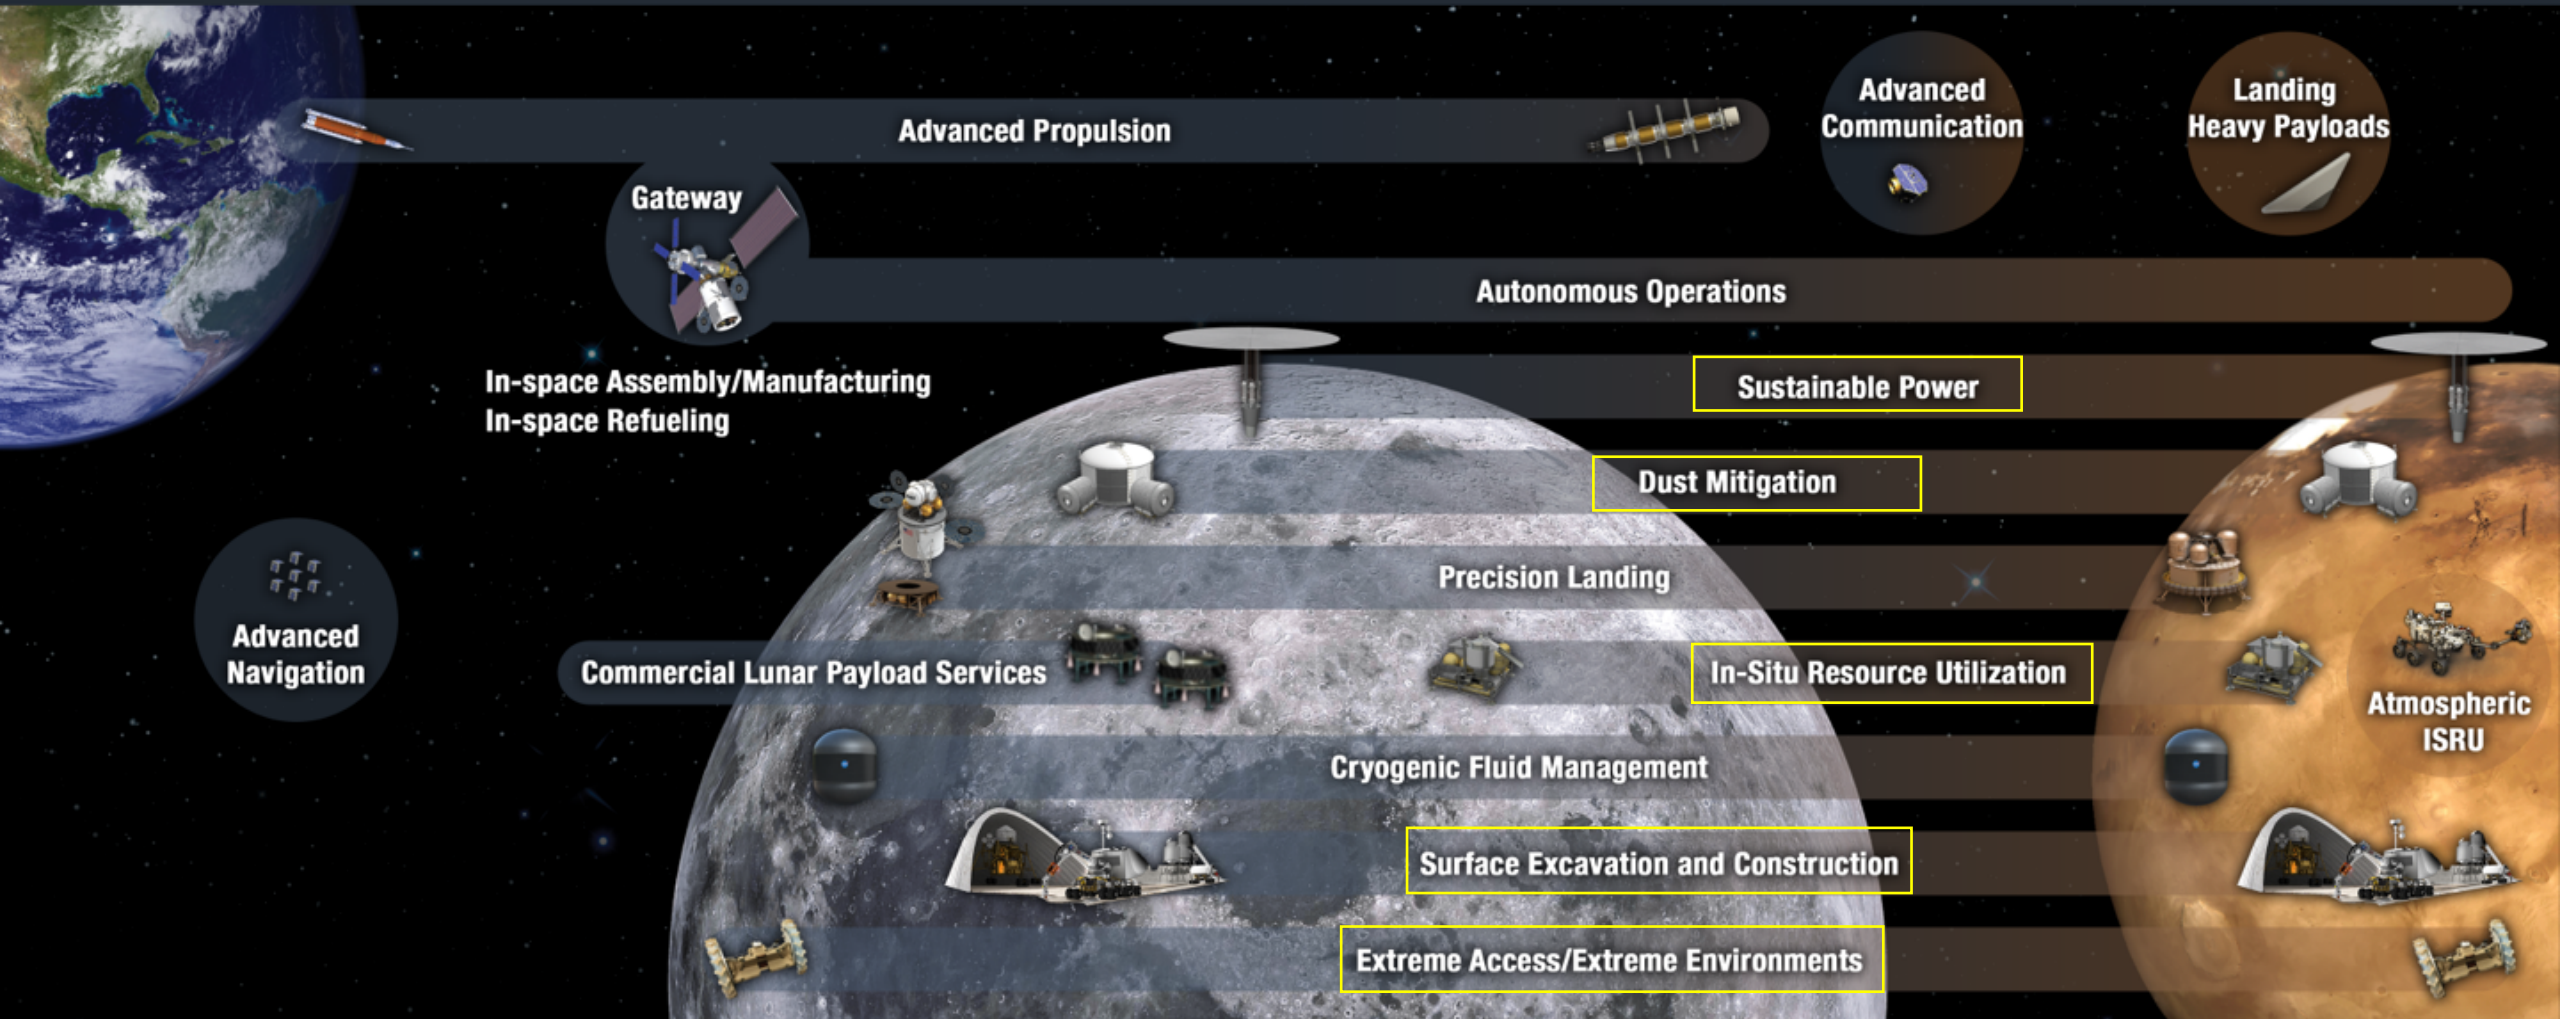 Advanced Propulsion
Advanced
Communication
Landing
Heavy Payloads
Gateway
Autonomous Operations
In-space Assembly/Manufacturing
In-space Refueling
Sustainable Power
Dust Mitigation
Precision Landing
Advanced
Navigation
Commercial Lunar Payload Services
In-Situ Resource Utilization
Atmospheric
ISRU
Cryogenic Fluid Management
Surface Excavation and Construction
Extreme Access/Extreme Environments